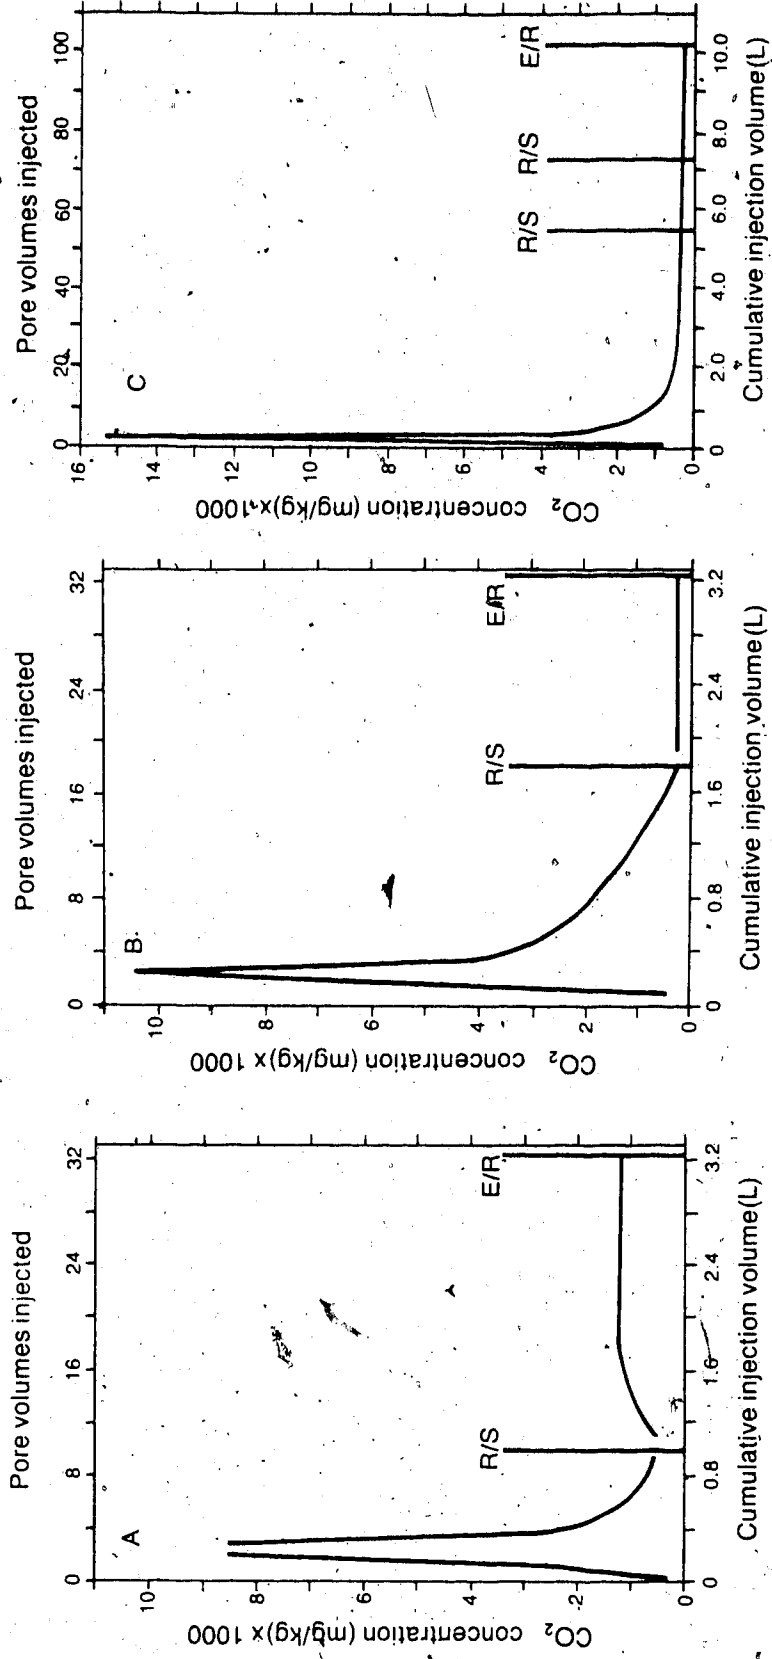 Pore volumes injected
0 8 16 24 32
A
10
8
6
4
2
0
CO₂ concentration (mg/kg)x 1000
R/S
E/R
0 0.8 1.6 2.4 3.2
Cumulative injection volume(L)
Pore volumes injected
0 8 16 24 32
B
10
8
6
4
2
0
CO₂ concentration (mg/kg)x 1000
R/S
E/R
0 0.8 1.6 2.4 3.2
Cumulative injection volume(L)
Pore volumes injected
0 20 40 60 80 100
C
16
14
12
10
8
6
4
2
0
CO₂ concentration (mg/kg)x 1000
R/S
R/S
E/R
0 2.0 4.0 6.0 8.0 10.0
Cumulative injection volume(L)